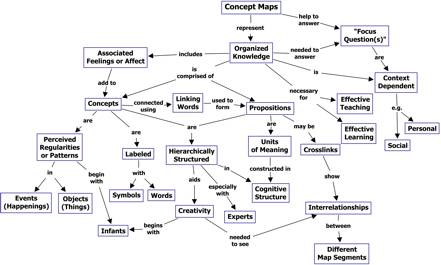 Concept Maps
help to
answer
represent
"Focus
Question(s)"
Associated
Feelings or Affect
includes
Organized
Knowledge
needed to
answer
are
is
comprised of
is
Context
Dependent
add to
necessary
for
Concepts
connected
using
Linking
Words
used to
form
Propositions
Effective
Teaching
e.g.
are
are
are
are
may be
Effective
Learning
Personal
Social
Perceived
Regularities
or Patterns
Labeled
Hierarchically
Structured
Units
of Meaning
Crosslinks
in
begin
with
with
aids
especially
with
in
constructed in
show
Symbols
Words
Cognitive
Structure
Events
(Happenings)
Objects
(Things)
Creativity
Experts
Interrelationships
Infants
begins
with
needed
to see
between
Different
Map Segments